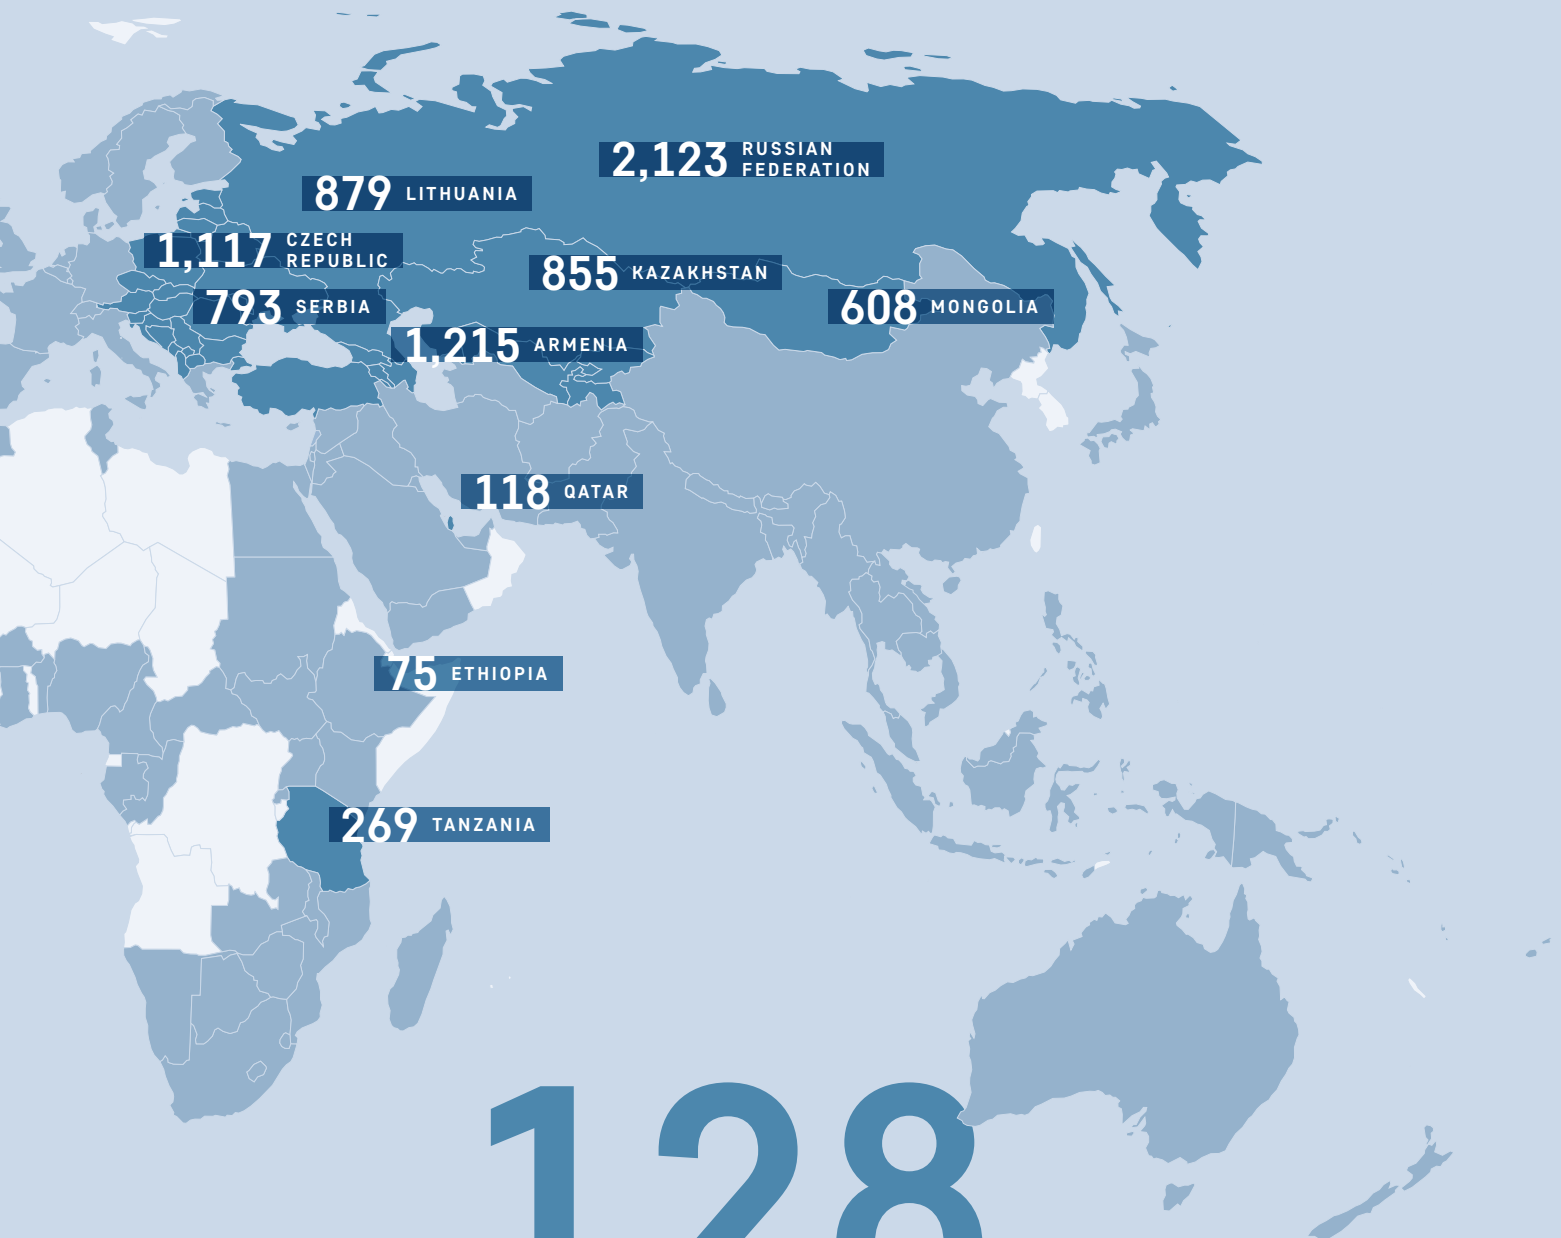 2,123 RUSSIAN
FEDERATION
879 LITHUANIA
1,117 CZECH
REPUBLIC
855 KAZAKHSTAN
793 SERBIA
608 MONGOLIA
1,215 ARMENIA
118 QATAR
75 ETHIOPIA
269 TANZANIA
128